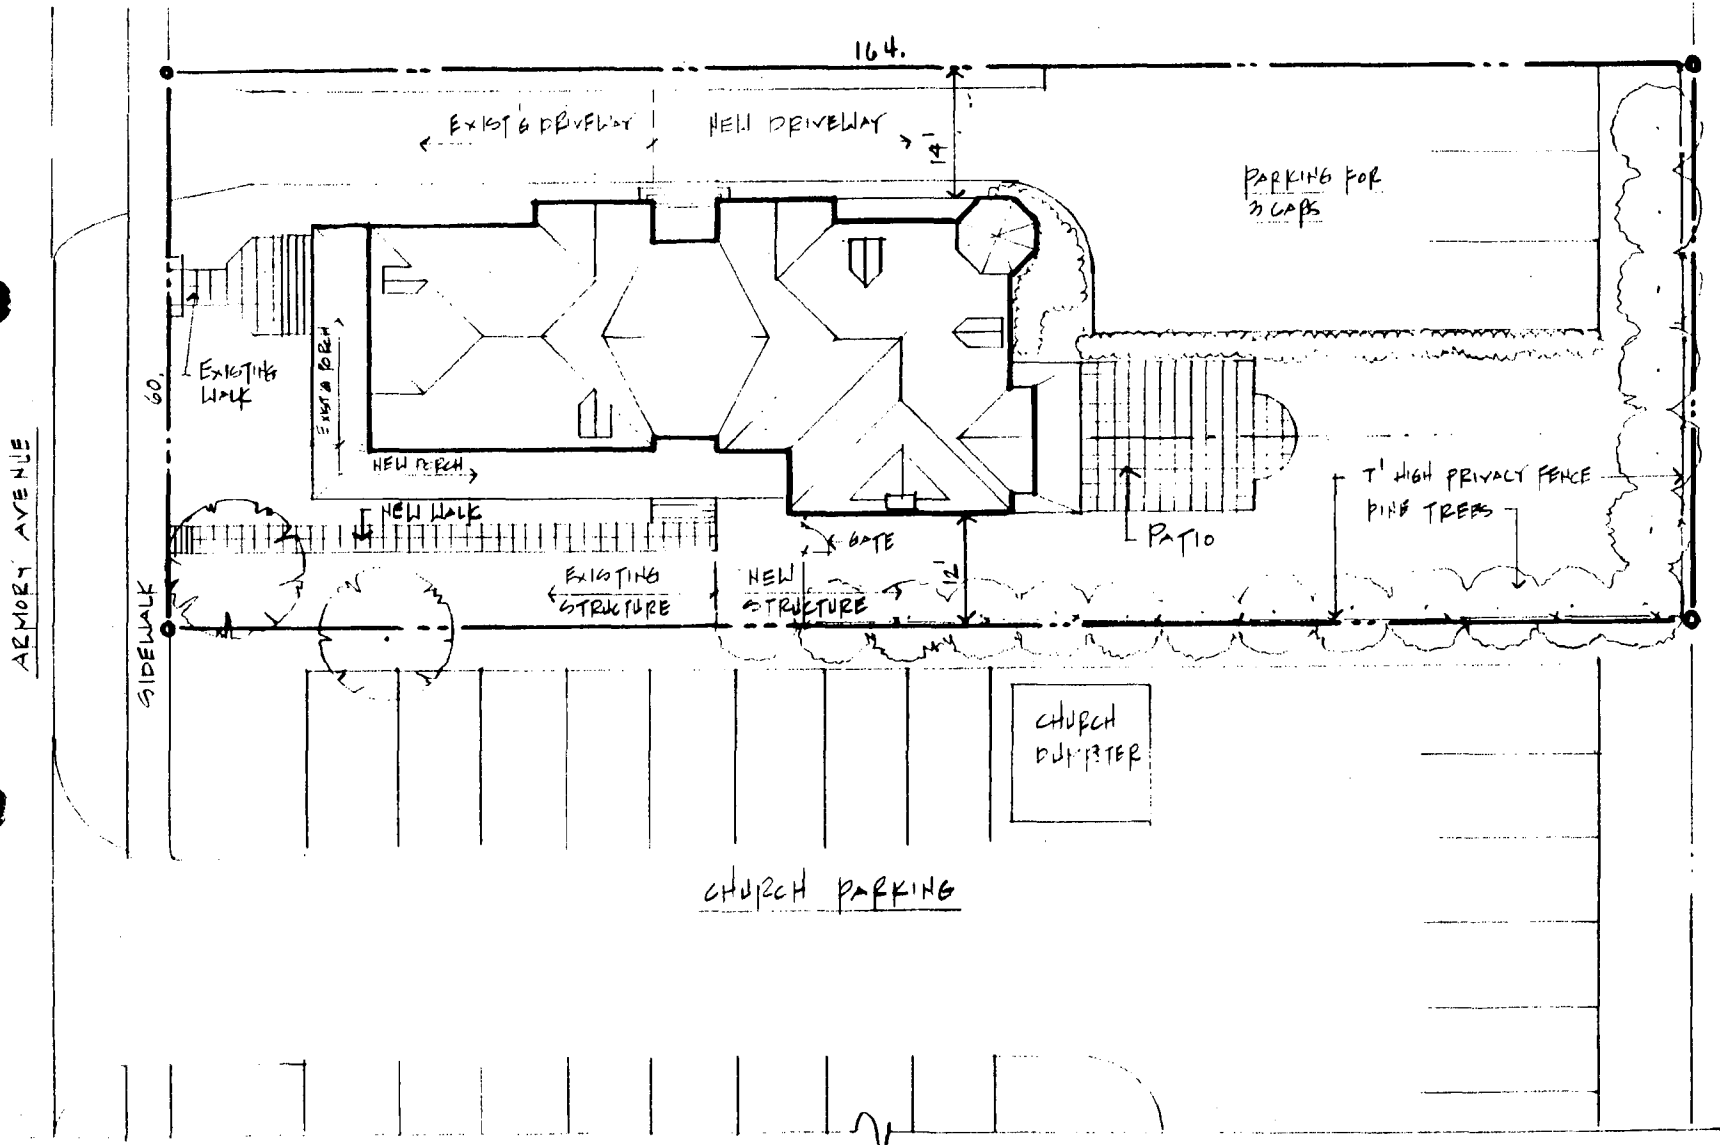 164.
EXIST'G DRIVEWAY
NEW DRIVEWAY
14'
PARKING FOR
3 CARS
EXISTING
WALK
60.
EXIST'G PORCH
NEW PORCH
NEW WALK
GATE
PATIO
7' HIGH PRIVACY FENCE
PINE TREES
EXISTING
STRUCTURE
NEW
STRUCTURE
12'
ARMORY AVENUE
SIDEWALK
CHURCH
DUMPSTER
CHURCH PARKING